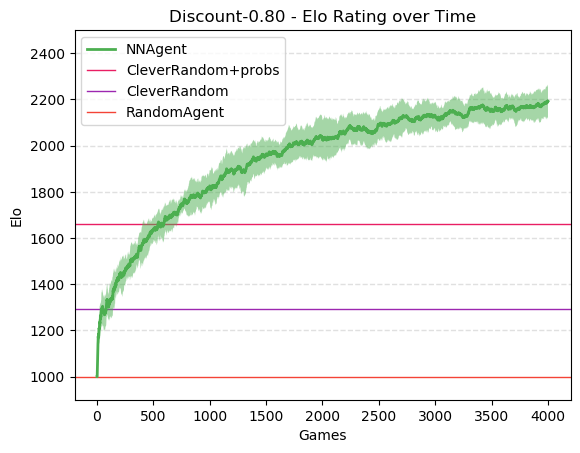 Discount-0.80 - Elo Rating over Time
NNAgent
CleverRandom+probs
CleverRandom
RandomAgent
2400
2200
2000
1800
1600
1400
1200
1000
Elo
0
500
1000
1500
2000
2500
3000
3500
4000
Games